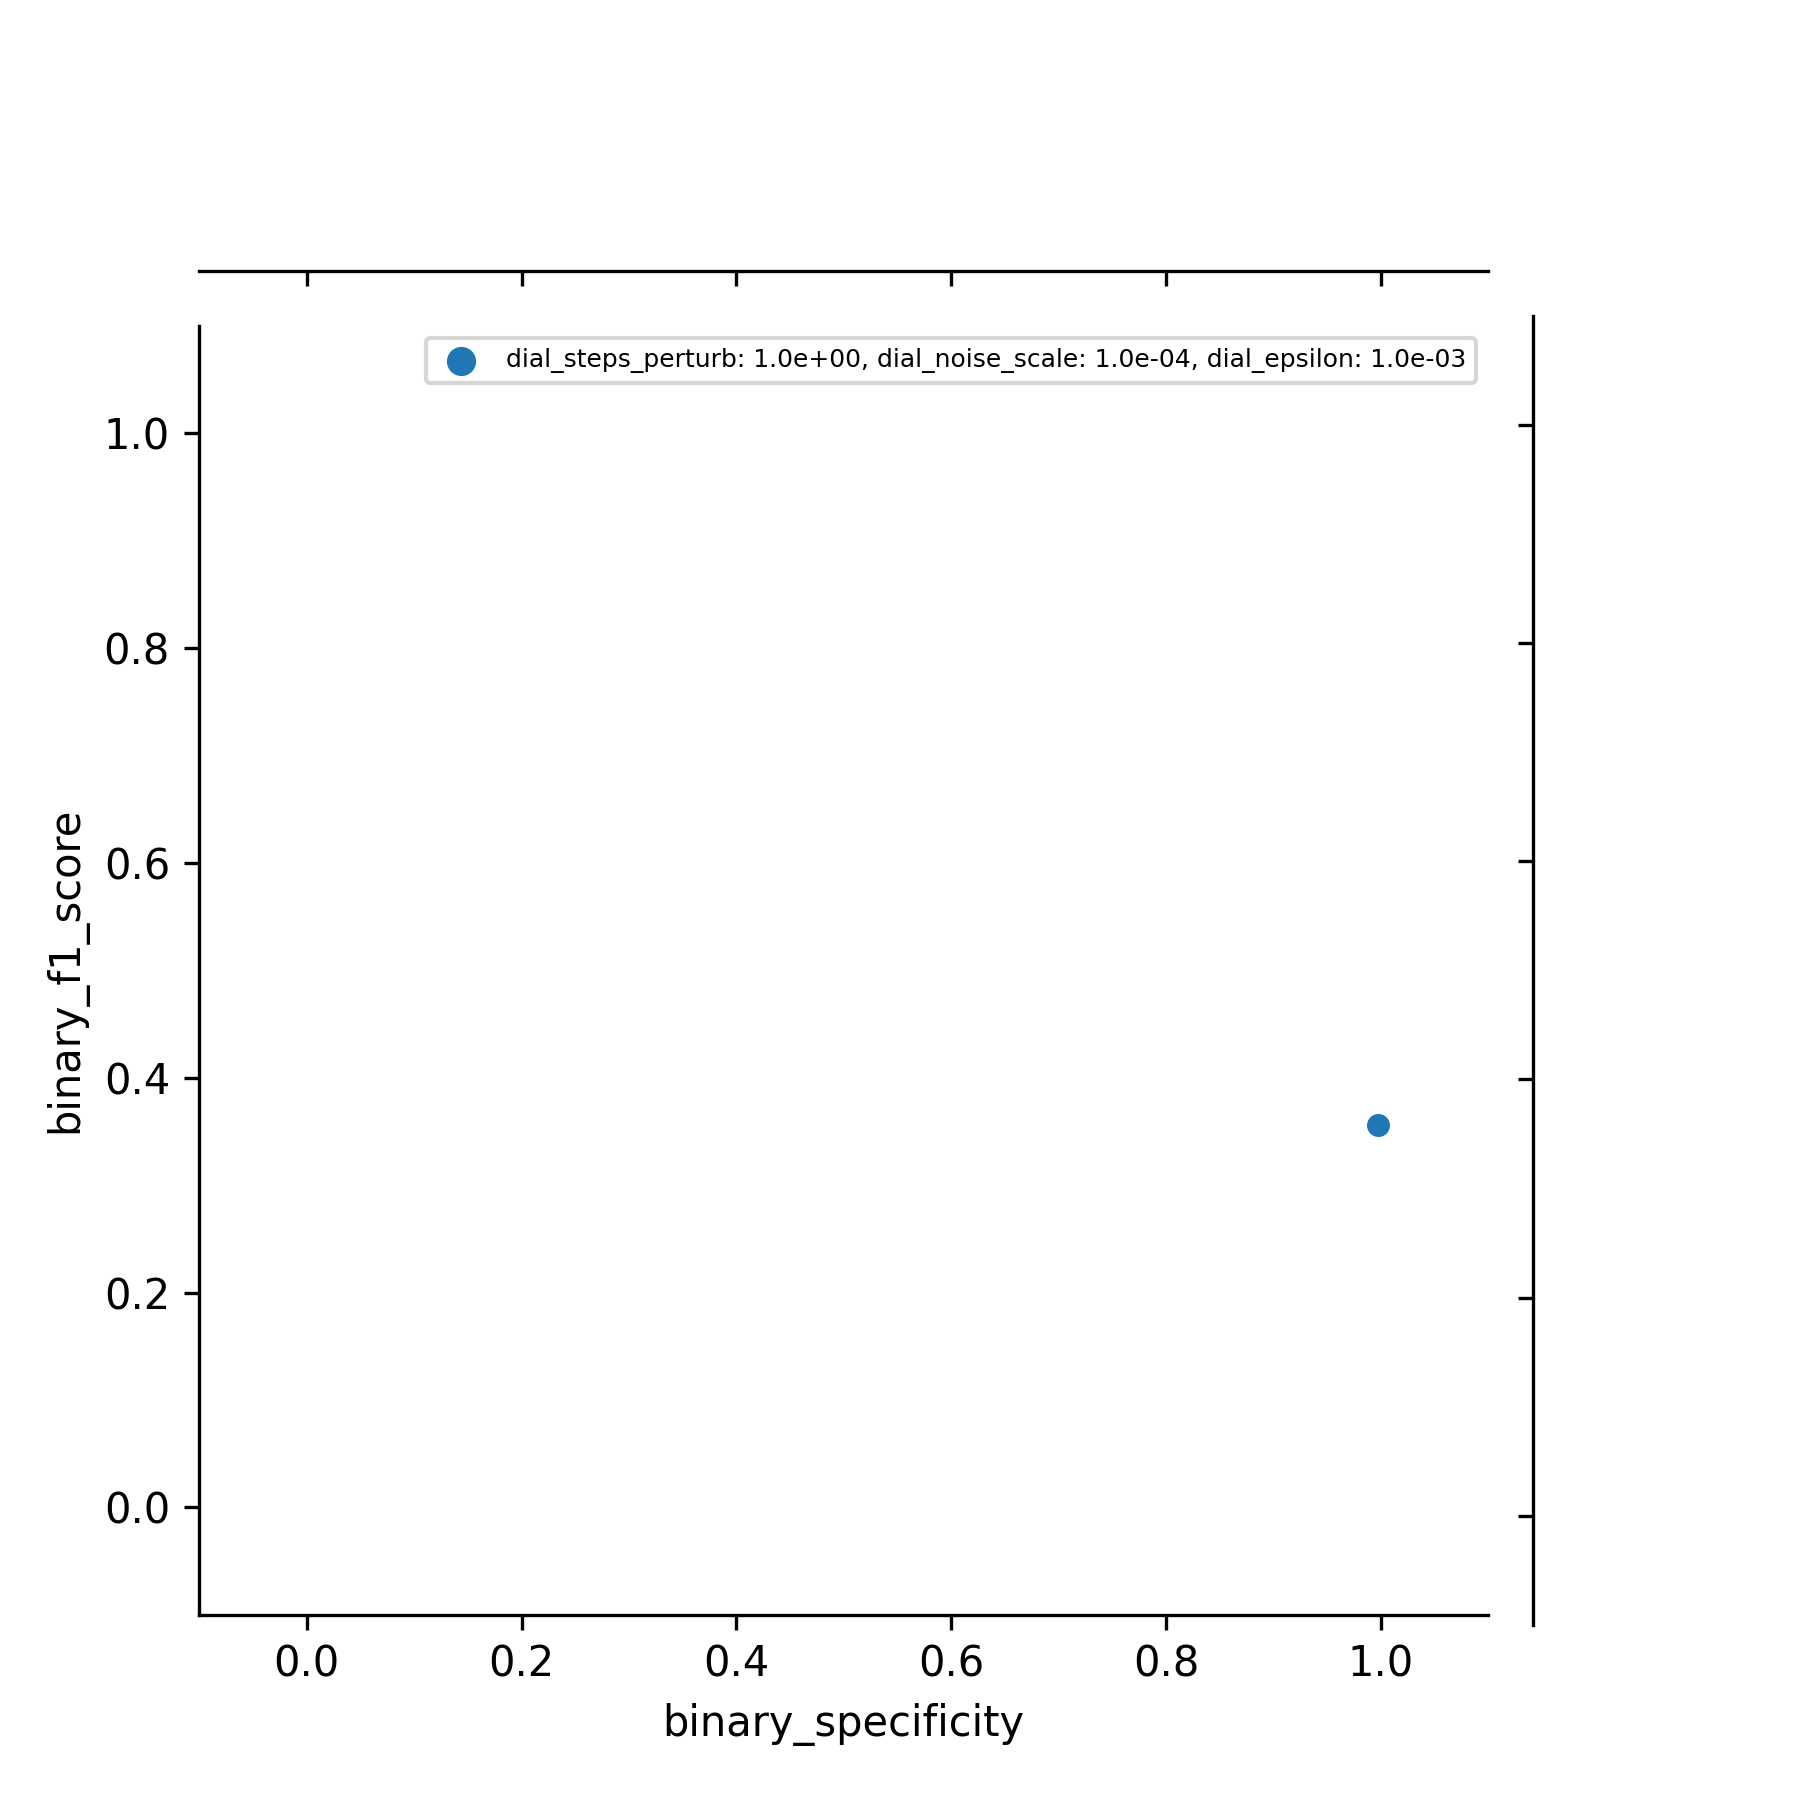 dial_steps_perturb: 1.0e+00, dial_noise_scale: 1.0e-04, dial_epsilon: 1.0e-03
1.0
0.8
0.6
0.4
0.2
0.0
binary_f1_score
0.0 0.2 0.4 0.6 0.8 1.0
binary_specificity